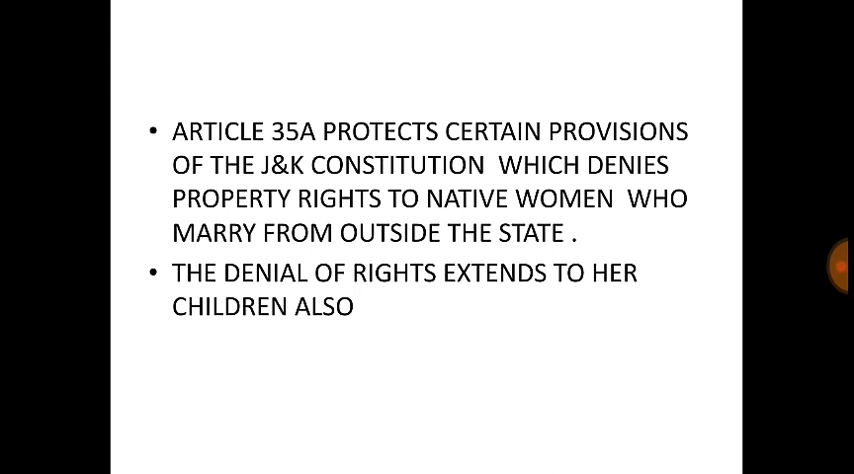 • ARTICLE 35A PROTECTS CERTAIN PROVISIONS
OF THE J&K CONSTITUTION WHICH DENIES
PROPERTY RIGHTS TO NATIVE WOMEN WHO
MARRY FROM OUTSIDE THE STATE .
• THE DENIAL OF RIGHTS EXTENDS TO HER
CHILDREN ALSO